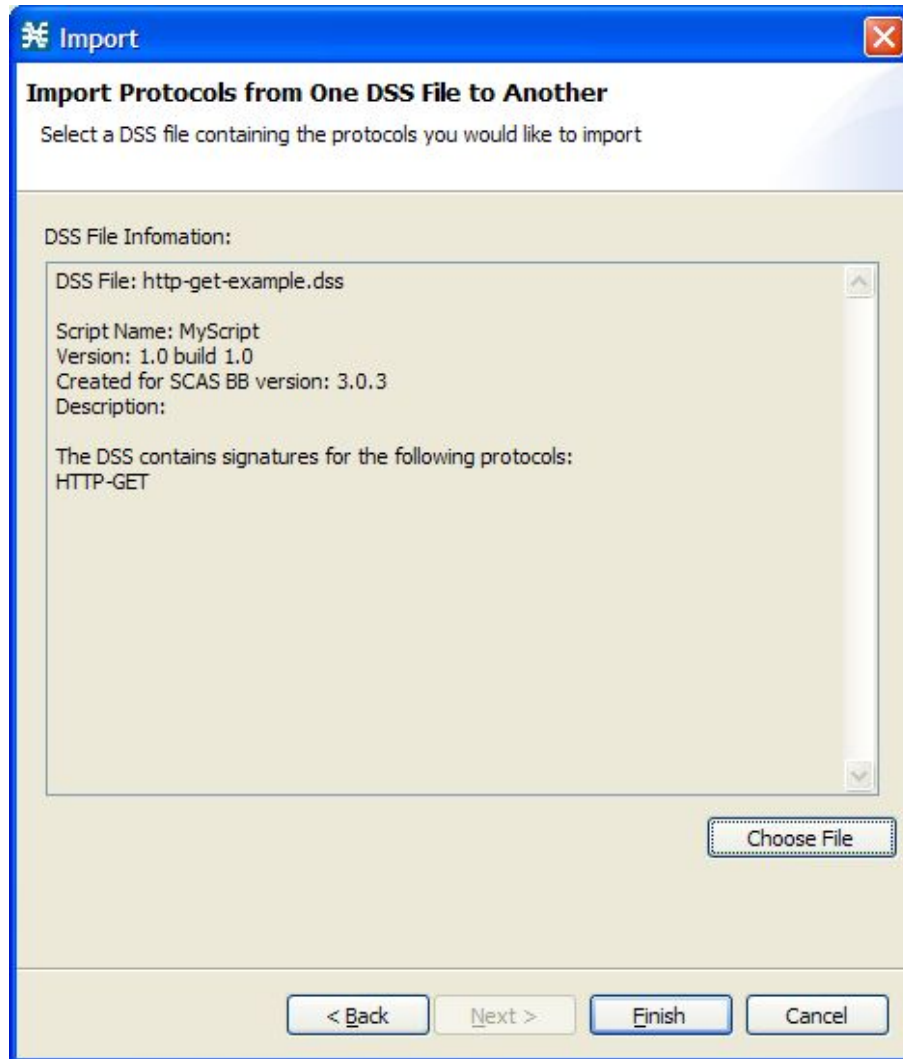 Import
Import Protocols from One DSS File to Another
Select a DSS file containing the protocols you would like to import
DSS File Infomation:
DSS File: http-get-example.dss
Script Name: MyScript
Version: 1.0 build 1.0
Created for SCAS BB version: 3.0.3
Description:
The DSS contains signatures for the following protocols:
HTTP-GET
Choose File
< Back
Next >
Finish
Cancel